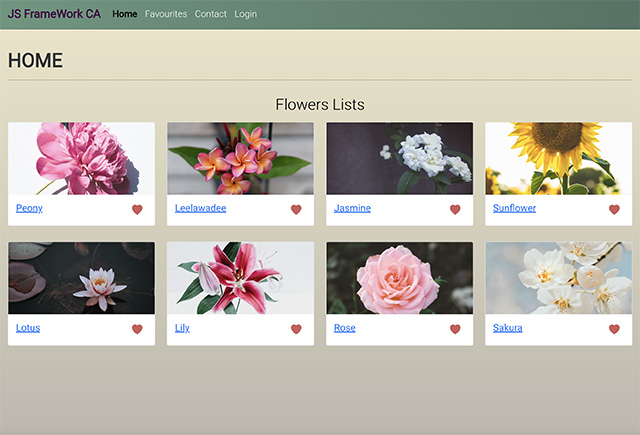 JS FrameWork CA Home Favourites Contact Login
HOME
Flowers Lists
Peony Leelawadee Jasmine Sunflower
Lotus Lily Rose Sakura